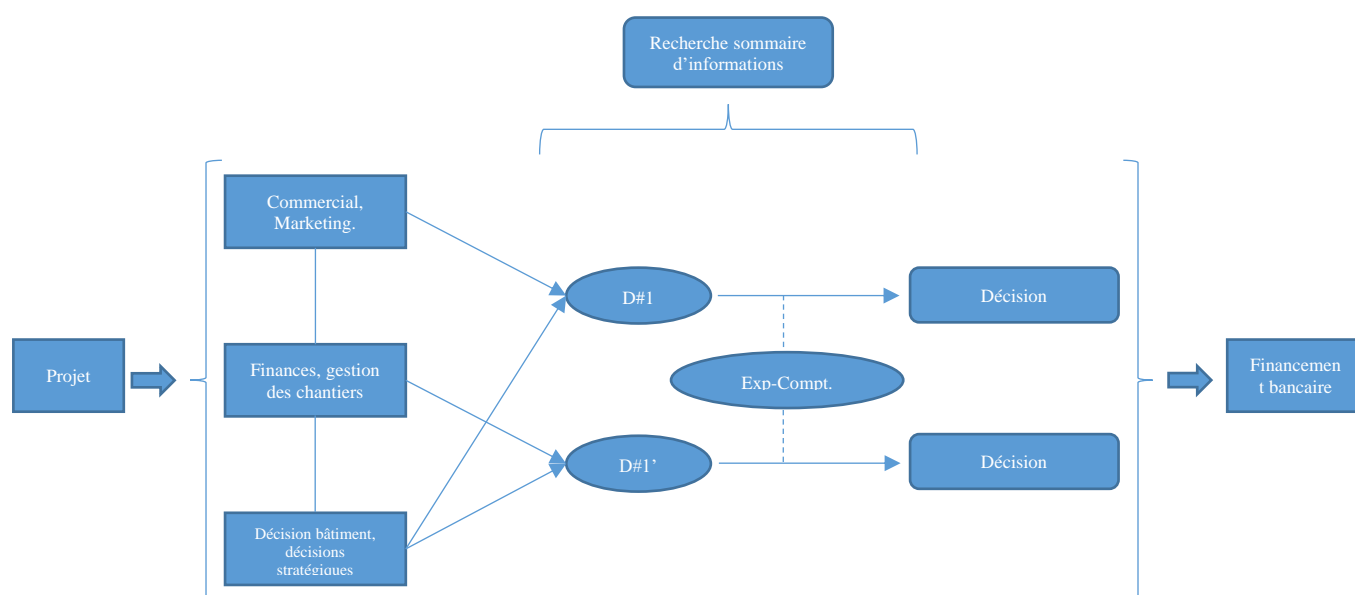 Recherche sommaire
d’informations
Commercial,
Marketing.
D#1
Décision
Projet
Finances, gestion
des chantiers
Exp-Compt.
Financemen
t bancaire
D#1’
Décision
Décision bâtiment,
décisions
stratégiques